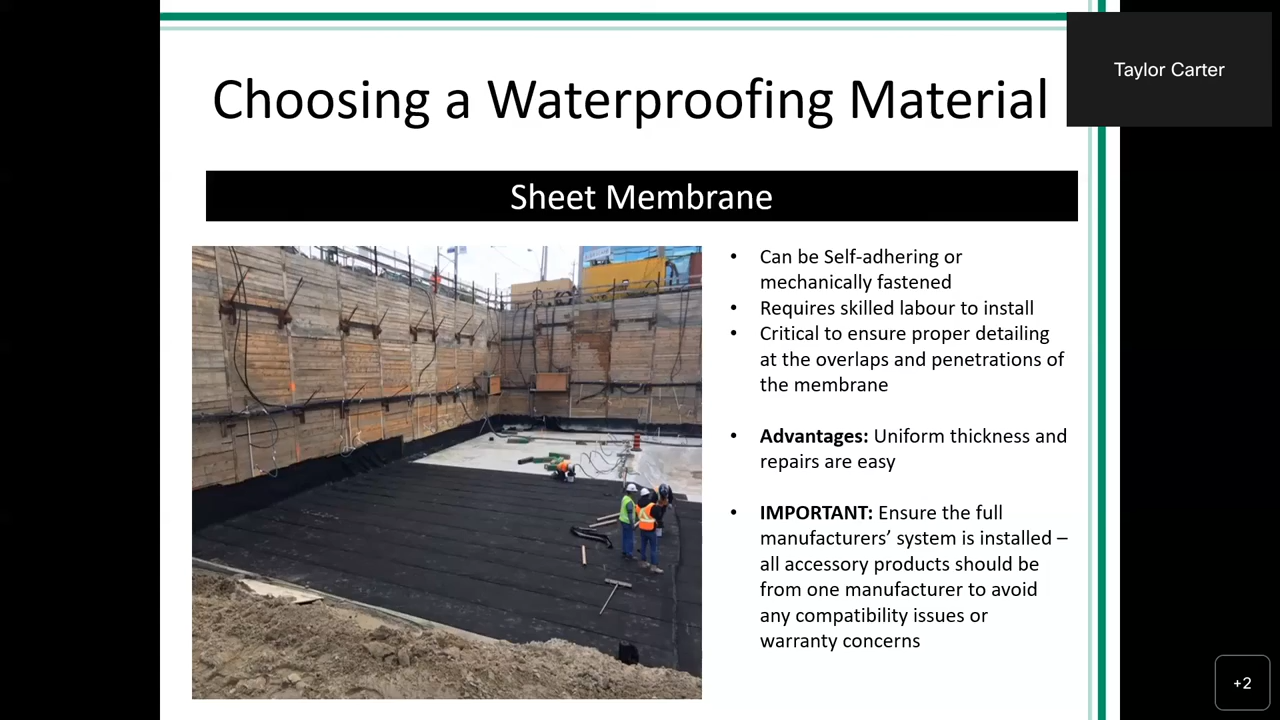 Taylor Carter
Choosing a Waterproofing Material
Sheet Membrane
• Can be Self-adhering or
mechanically fastened
• Requires skilled labour to install
• Critical to ensure proper detailing
at the overlaps and penetrations of
the membrane
• Advantages: Uniform thickness and
repairs are easy
• IMPORTANT: Ensure the full
manufacturers’ system is installed –
all accessory products should be
from one manufacturer to avoid
any compatibility issues or
warranty concerns
+2